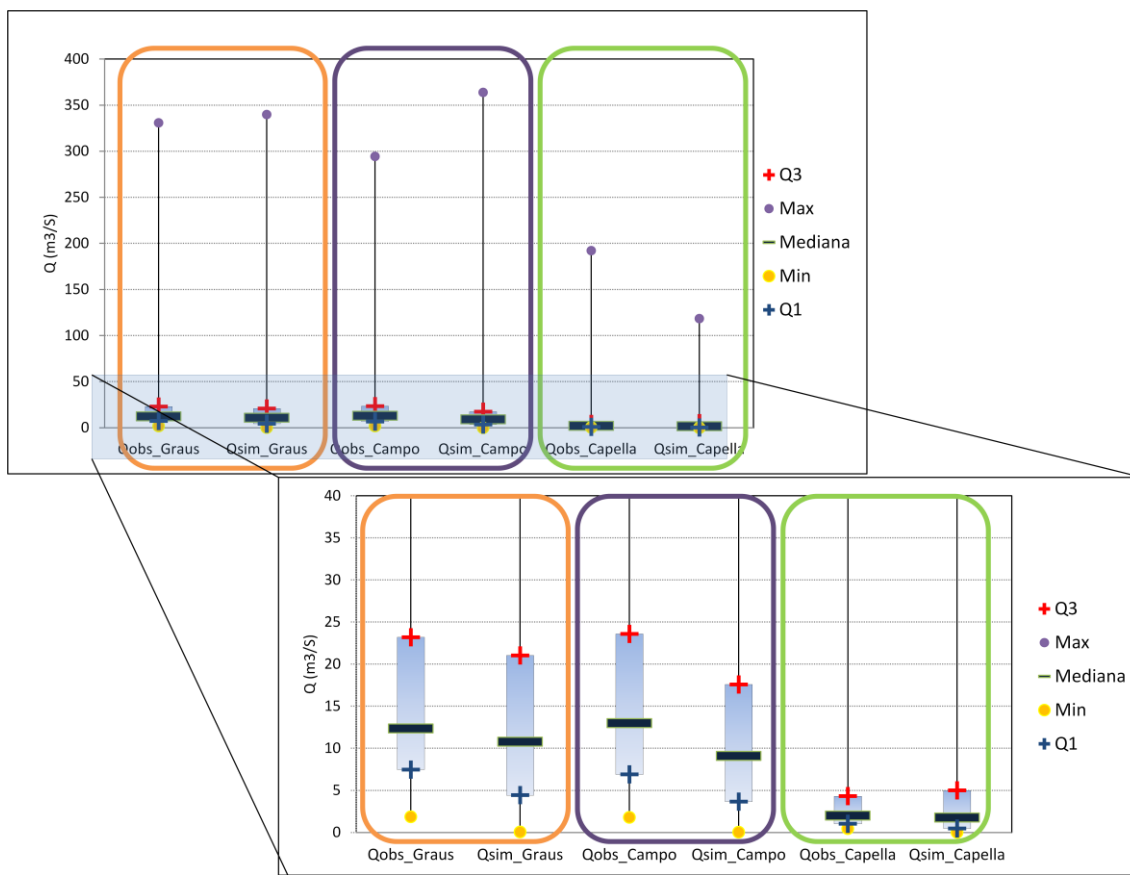 400
350
300
250
200
150
100
50
0
Q (m3/S)
Qobs_Graus Qsim_Graus Qobs_Campo Qsim_Campo Qobs_Capella Qsim_Capella
Q3
Max
Mediana
Min
Q1
40
35
30
25
20
15
10
5
0
Q (m3/S)
Qobs_Graus Qsim_Graus Qobs_Campo Qsim_Campo Qobs_Capella Qsim_Capella
Q3
Max
Mediana
Min
Q1